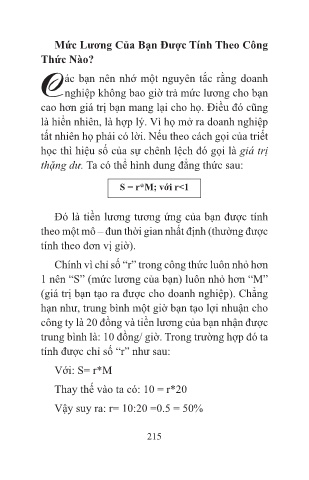 Mức Lương Của Bạn Được Tính Theo Công
Thức Nào?
Các bạn nên nhớ một nguyên tắc rằng doanh
nghiệp không bao giờ trả mức lương cho bạn
cao hơn giá trị bạn mang lại cho họ. Điều đó cũng
là hiển nhiên, là hợp lý. Vì họ mở ra doanh nghiệp
tất nhiên họ phải có lời. Nếu theo cách gọi của triết
học thì hiệu số của sự chênh lệch đó gọi là giá trị
thặng dư. Ta có thể hình dung đẳng thức sau:
S = r*M; với r<1
Đó là tiền lương tương ứng của bạn được tính
theo một mô – đun thời gian nhất định (thường được
tính theo đơn vị giờ).
Chính vì chỉ số “r” trong công thức luôn nhỏ hơn
1 nên “S” (mức lương của bạn) luôn nhỏ hơn “M”
(giá trị bạn tạo ra được cho doanh nghiệp). Chẳng
hạn như, trung bình một giờ bạn tạo lợi nhuận cho
công ty là 20 đồng và tiền lương của bạn nhận được
trung bình là: 10 đồng/ giờ. Trong trường hợp đó ta
tính được chỉ số “r” như sau:
Với: S= r*M
Thay thế vào ta có: 10 = r*20
Vậy suy ra: r= 10:20 =0.5 = 50%
215